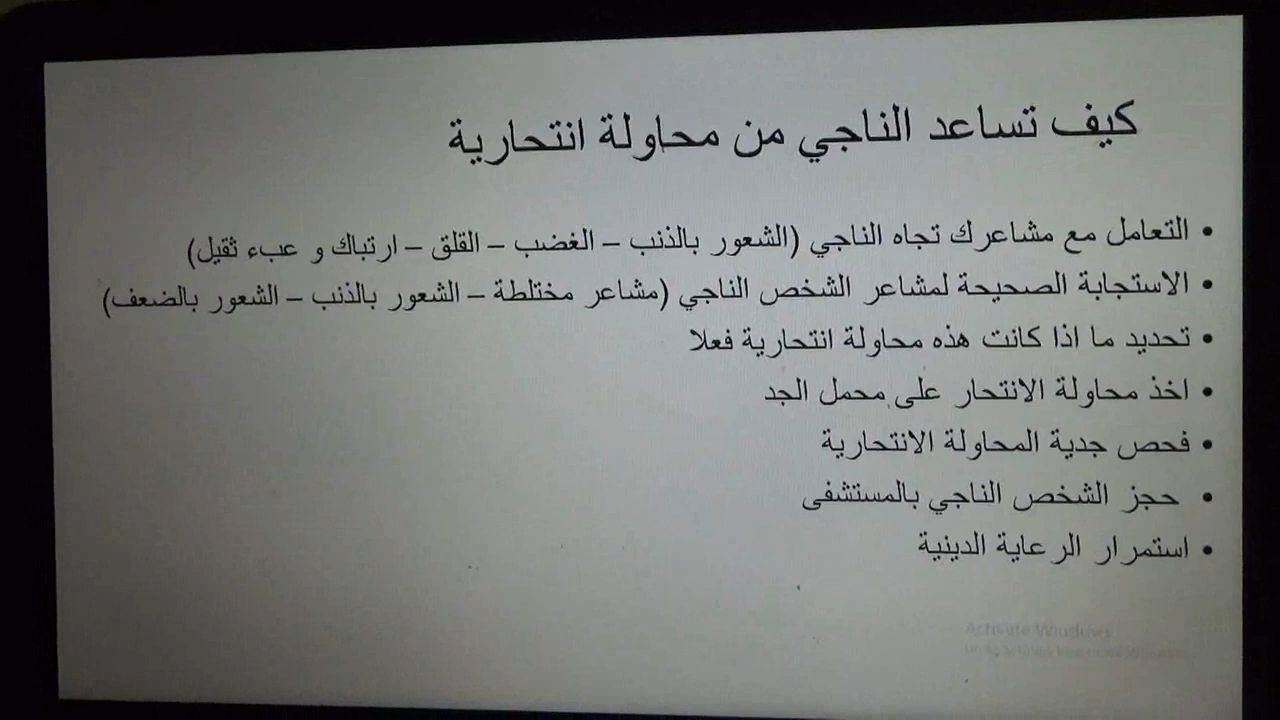 كيف تساعد الناجي من محاولة انتحارية
• التعامل مع مشاعرك تجاه الناجي (الشعور بالذنب – الغضب – القلق – ارتباك و عبء ثقيل)
• الاستجابة الصحيحة لمشاعر الشخص الناجي (مشاعر مختلطة – الشعور بالذنب – الشعور بالضعف)
• تحديد ما اذا كانت هذه محاولة انتحارية فعلا
• اخذ محاولة الانتحار على محمل الجد
• فحص جدية المحاولة الانتحارية
• حجز الشخص الناجي بالمستشفى
• استمرار الرعاية الدينية
Activate Windows